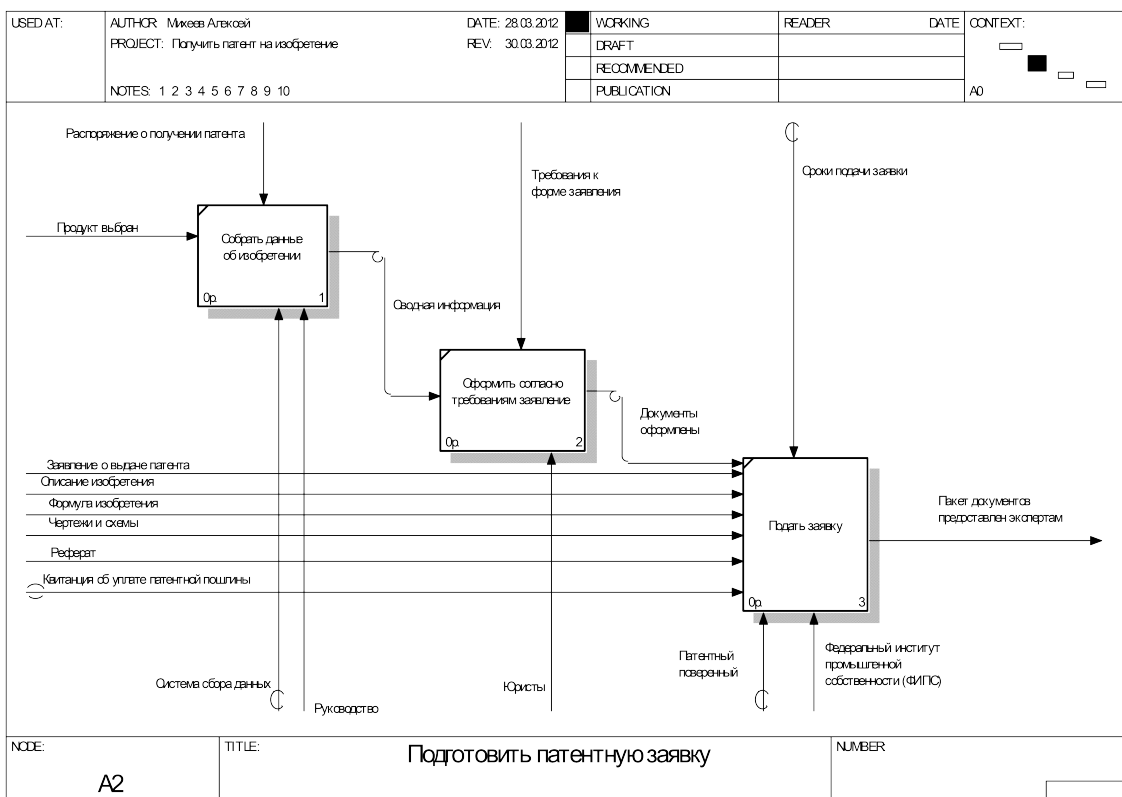 USED AT:
AUTHOR: Михеев Алексей
DATE: 28.03.2012
WORKING
READER
DATE
CONTEXT:
PROJECT: Получить патент на изобретение
REV: 30.03.2012
DRAFT
RECOMMENDED
NOTES: 1 2 3 4 5 6 7 8 9 10
PUBLICATION
A0
Распоряжение о получении патента
Требования к
форме заявления
Сроки подачи заявки
Продукт выбран
Собрать данные
об изобретении
0р.
1
Сводная информация
Оформить согласно
требованиям заявление
0р.
2
Документы
оформлены
Заявление о выдаче патента
Описание изобретения
Формула изобретения
Чертежи и схемы
Реферат
Квитанция об уплате патентной пошлины
Подать заявку
0р.
3
Пакет документов
предоставлен экспертам
Система сбора данных
Руководство
Юристы
Патентный
поверенный
Федеральный институт
промышленной
собственности (ФИПС)
NODE:
A2
TITLE:
Подготовить патентную заявку
NUMBER: